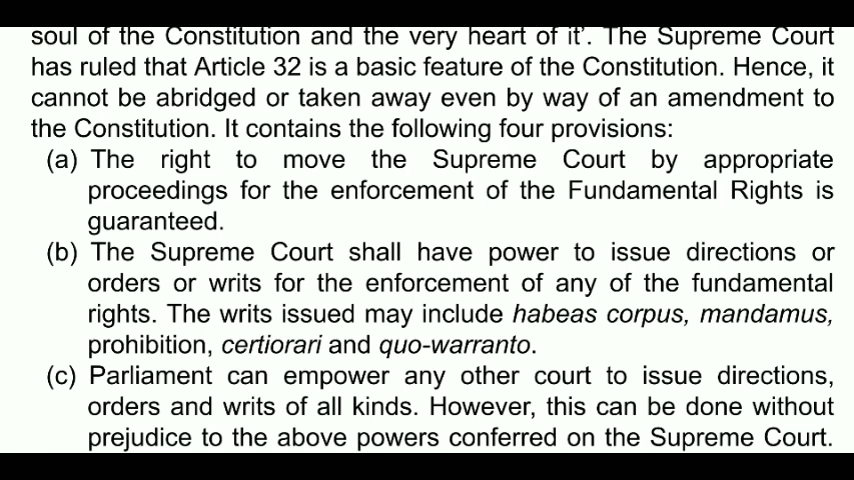 soul of the Constitution and the very heart of it’. The Supreme Court
has ruled that Article 32 is a basic feature of the Constitution. Hence, it
cannot be abridged or taken away even by way of an amendment to
the Constitution. It contains the following four provisions:
(a) The right to move the Supreme Court by appropriate
proceedings for the enforcement of the Fundamental Rights is
guaranteed.
(b) The Supreme Court shall have power to issue directions or
orders or writs for the enforcement of any of the fundamental
rights. The writs issued may include habeas corpus, mandamus,
prohibition, certiorari and quo-warranto.
(c) Parliament can empower any other court to issue directions,
orders and writs of all kinds. However, this can be done without
prejudice to the above powers conferred on the Supreme Court.